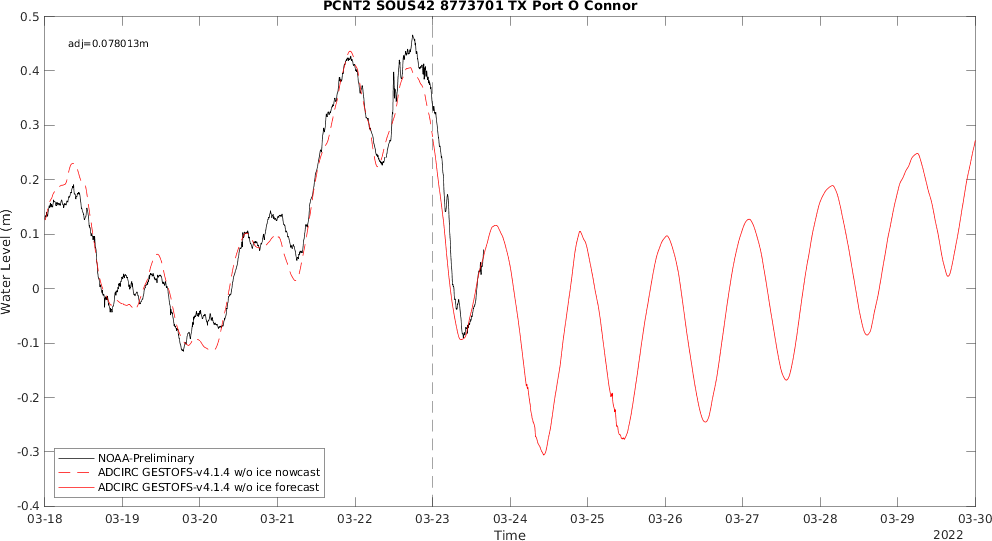 PCNT2 SOUS42 8773701 TX Port O Connor
adj=0.078013m
0.5
0.4
0.3
0.2
0.1
0
-0.1
-0.2
-0.3
-0.4
Water Level (m)
NOAA-Preliminary
ADCIRC GESTOFS-v4.1.4 w/o ice nowcast
ADCIRC GESTOFS-v4.1.4 w/o ice forecast
03-18 03-19 03-20 03-21 03-22 03-23 03-24 03-25 03-26 03-27 03-28 03-29 03-30
Time
2022